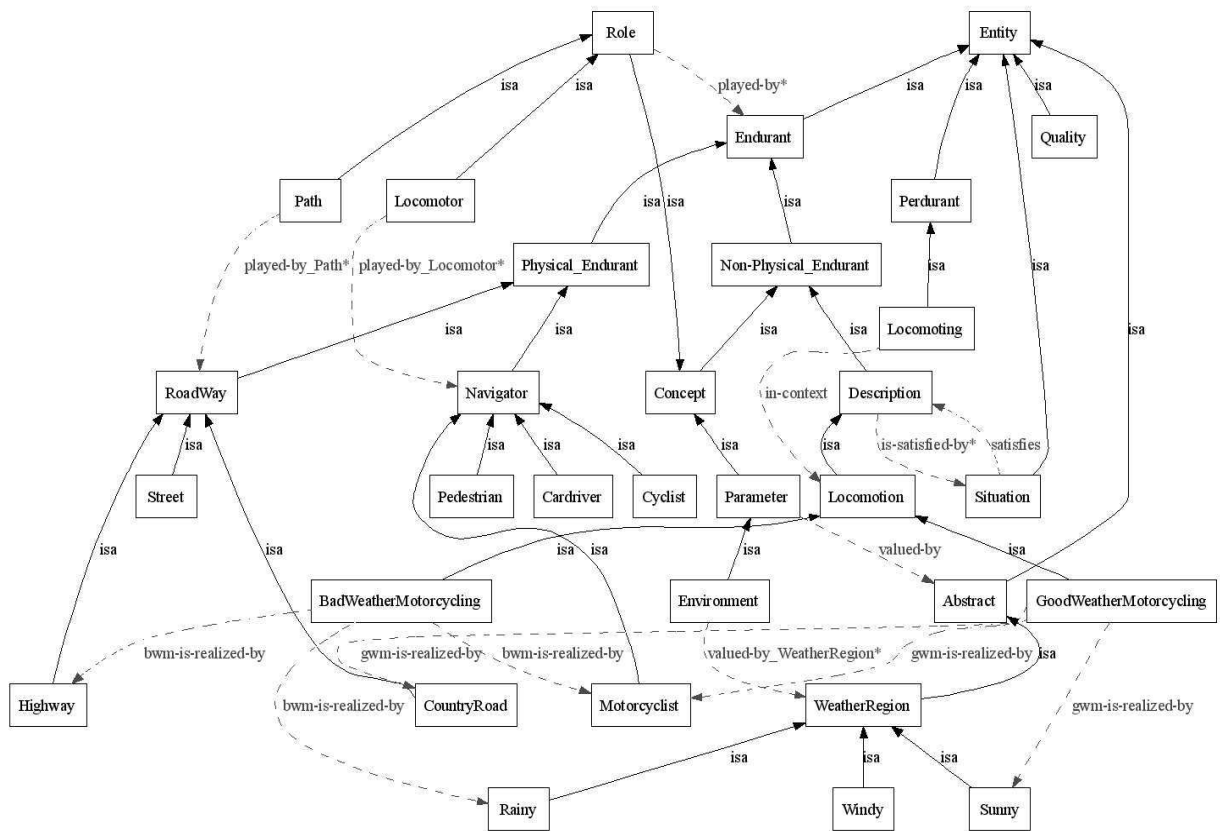 Role
Entity
isa
isa
played-by*
isa
isa
isa
Endurant
Quality
Path
Locomotor
isa
isa
isa
Perdurant
played-by_Path*
played-by_Locomotor*
Physical_Endurant
Non-Physical_Endurant
isa
isa
isa
isa
isa
isa
Locomoting
isa
RoadWay
Navigator
Concept
in-context
Description
isa
isa
isa
isa
isa
isa
is-satisfied-by*
satisfies
Street
Pedestrian
Cardriver
Cyclist
Parameter
Locomotion
Situation
isa
isa
isa
isa
isa
valued-by
isa
BadWeatherMotorcycling
Environment
Abstract
GoodWeatherMotorcycling
bwm-is-realized-by
gwm-is-realized-by
bwm-is-realized-by
valued-by_WeatherRegion*
gwm-is-realized-by
isa
Highway
bwm-is-realized-by
CountryRoad
Motorcyclist
WeatherRegion
gwm-is-realized-by
isa
isa
isa
Rainy
Windy
Sunny